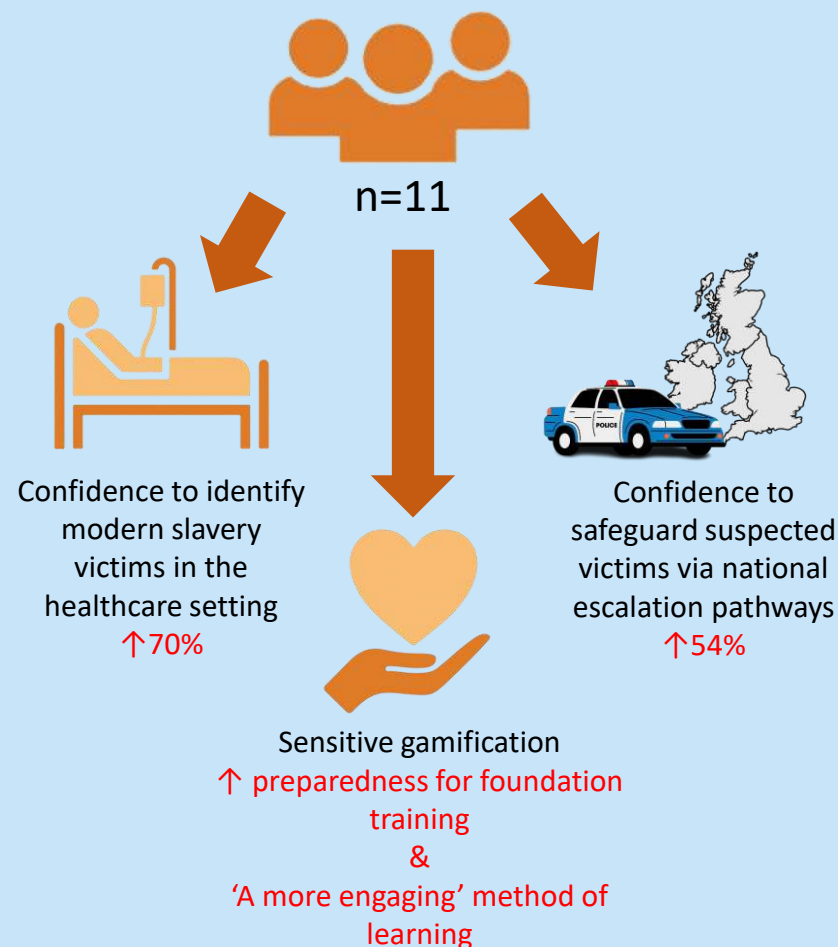 n=11
Confidence to identify
modern slavery
victims in the
healthcare setting
↑70%
POLICE
Confidence to
safeguard suspected
victims via national
escalation pathways
↑54%
Sensitive gamification
↑ preparedness for foundation
training
&
‘A more engaging’ method of
learning